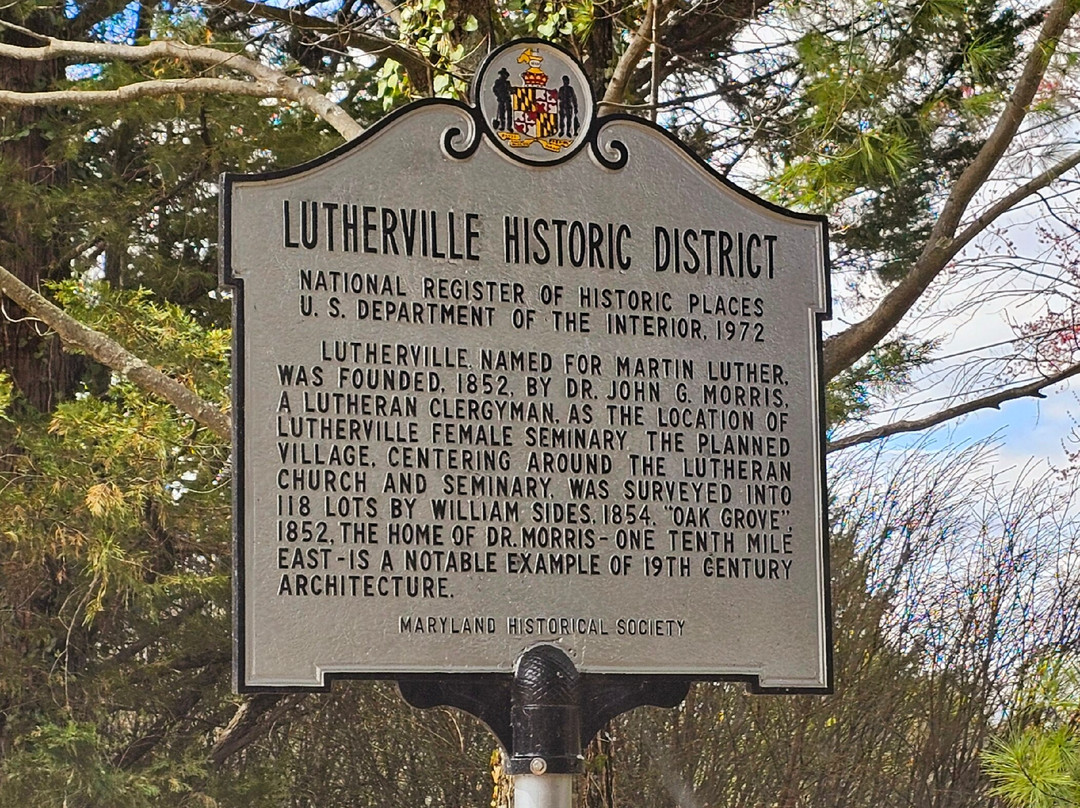 LUTHERVILLE HISTORIC DISTRICT
NATIONAL REGISTER OF HISTORIC PLACES
U. S. DEPARTMENT OF THE INTERIOR, 1972
LUTHERVILLE, NAMED FOR MARTIN LUTHER,
WAS FOUNDED, 1852, BY DR. JOHN G. MORRIS,
A LUTHERAN CLERGYMAN, AS THE LOCATION OF
LUTHERVILLE FEMALE SEMINARY. THE PLANNED
VILLAGE, CENTERING AROUND THE LUTHERAN
CHURCH AND SEMINARY, WAS SURVEYED INTO
118 LOTS BY WILLIAM SIDES, 1854. "OAK GROVE",
1852, THE HOME OF DR. MORRIS - ONE TENTH MILE
EAST - IS A NOTABLE EXAMPLE OF 19TH CENTURY
ARCHITECTURE.
MARYLAND HISTORICAL SOCIETY